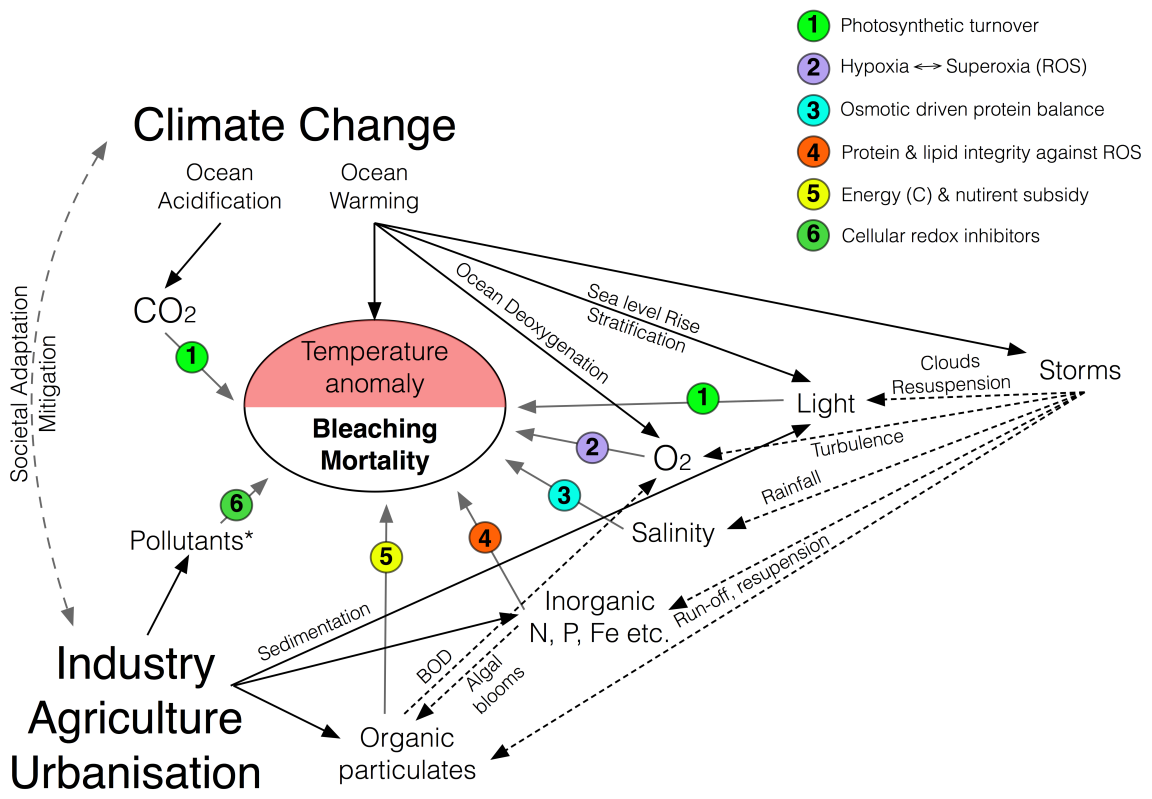 1 Photosynthetic turnover
2 Hypoxia ↔ Superoxia (ROS)
3 Osmotic driven protein balance
4 Protein & lipid integrity against ROS
5 Energy (C) & nutirent subsidy
6 Cellular redox inhibitors
Climate Change
Ocean
Acidification
Ocean
Warming
Societal Adaptation
Mitigation
CO2
1
Temperature
anomaly
Bleaching
Mortality
Ocean Deoxygenation
Sea level Rise
Stratification
Storms
Clouds
Resuspension
Light
1
Turbulence
O2
2
Rainfall
3
Salinity
6
Pollutants*
4
5
Run-off, resupension
Inorganic
N, P, Fe etc.
Sedimentation
BOD
Algal
blooms
Industry
Agriculture
Urbanisation
Organic
particulates